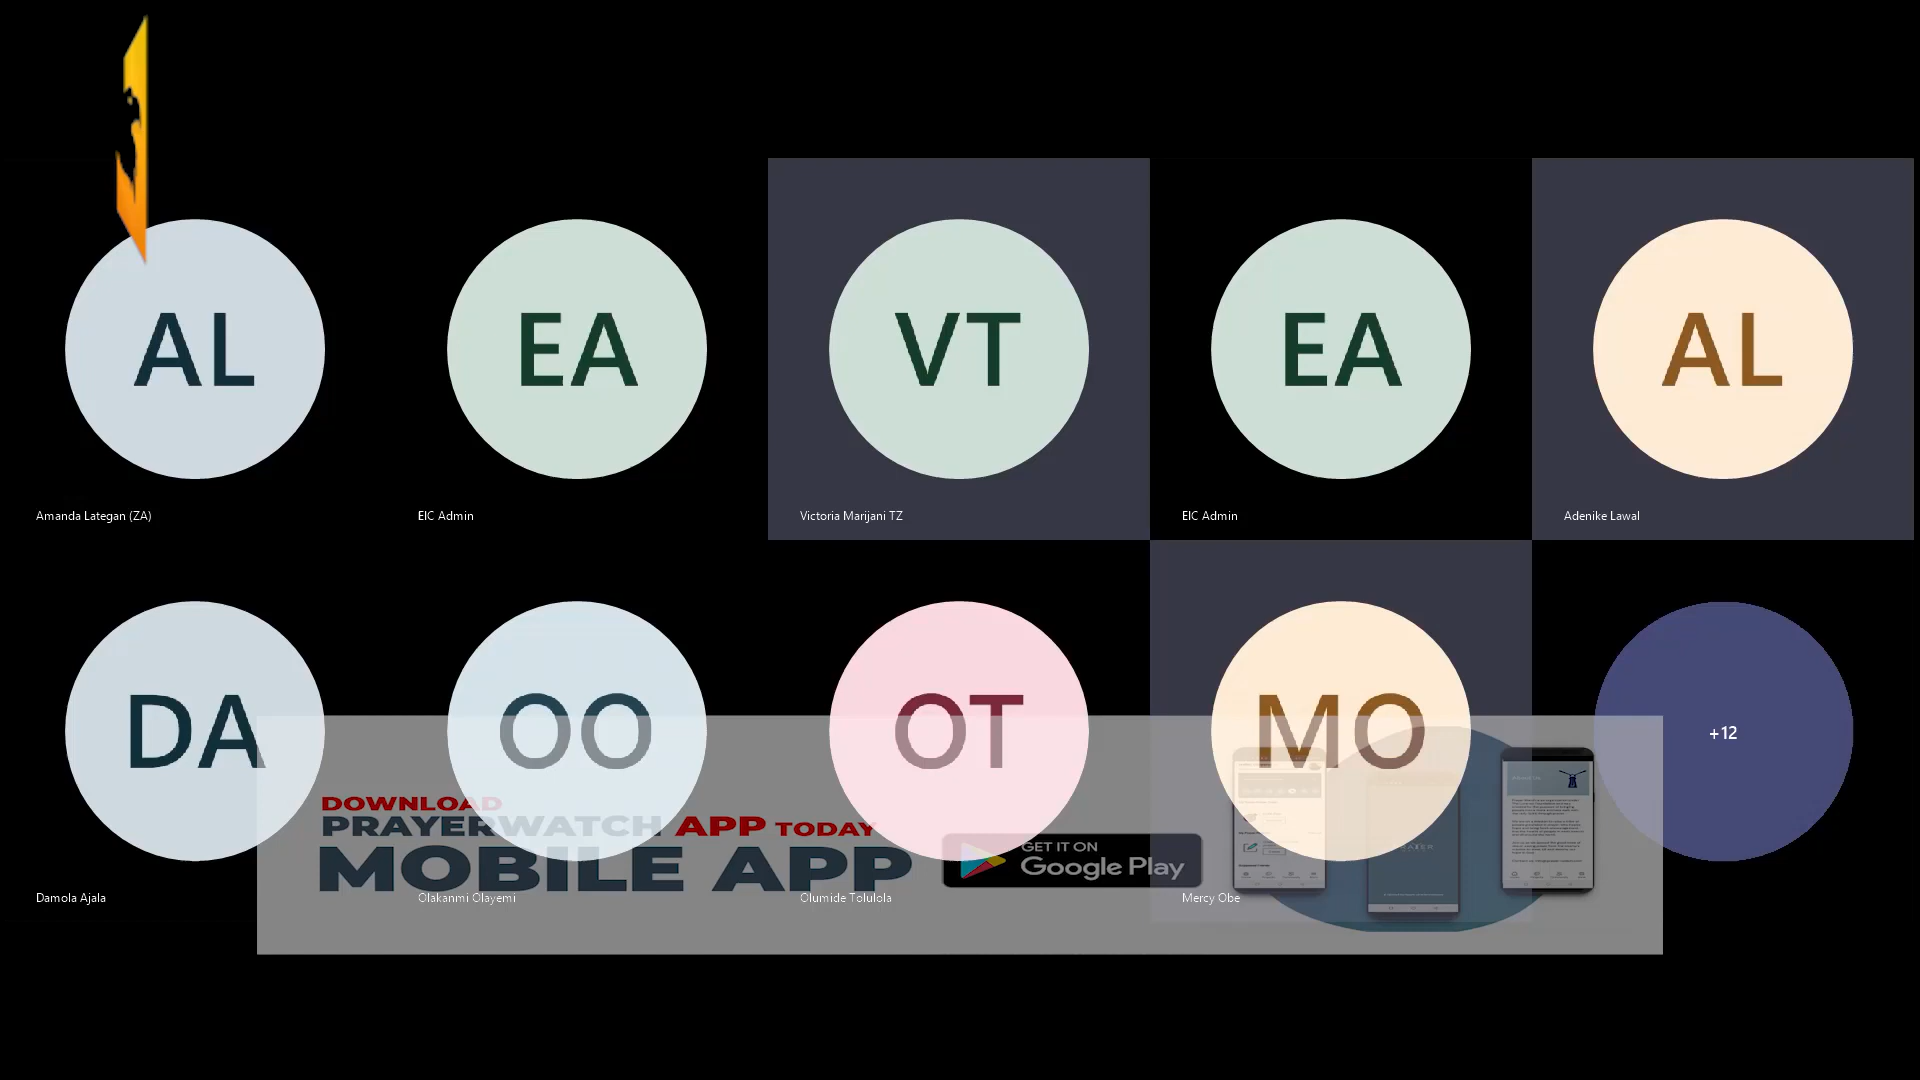 AL
EA
VT
EA
AL
Amanda Lategan (ZA)
EIC Admin
Victoria Marijani TZ
EIC Admin
Adenike Lawal
DA
OO
OT
MO
+12
DOWNLOAD
PRAYERWATCH APP TODAY
MOBILE APP
GET IT ON
Google Play
Damola Ajala
Olakanmi Olayemi
Olumide Tolulola
Mercy Obe